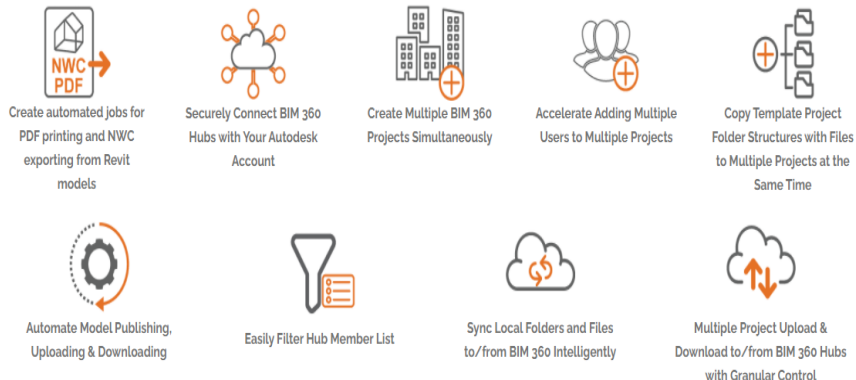 NWC
PDF
Create automated jobs for
PDF printing and NWC
exporting from Revit
models
Securely Connect BIM 360
Hubs with Your Autodesk
Account
Create Multiple BIM 360
Projects Simultaneously
Accelerate Adding Multiple
Users to Multiple Projects
Copy Template Project
Folder Structures with Files
to Multiple Projects at the
Same Time
Automate Model Publishing,
Uploading & Downloading
Easily Filter Hub Member List
Sync Local Folders and Files
to/from BIM 360 Intelligently
Multiple Project Upload &
Download to/from BIM 360 Hubs
with Granular Control